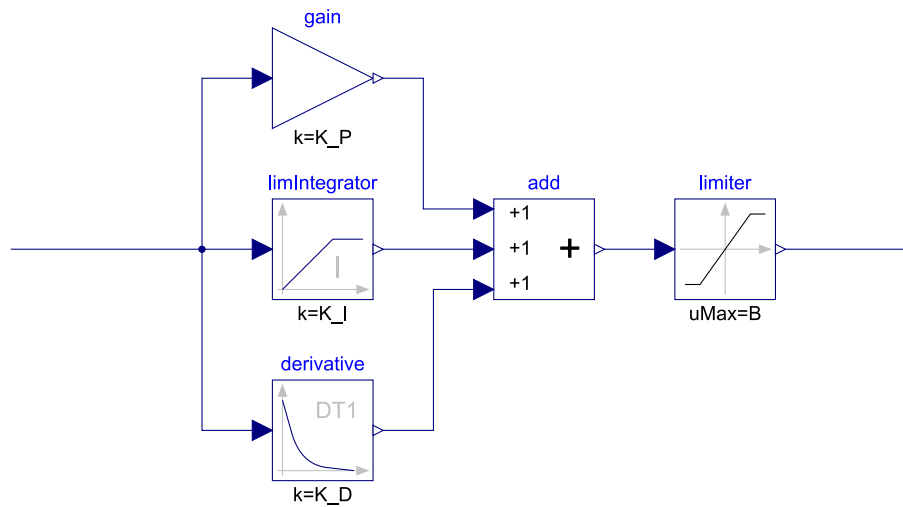 gain
k=K_P
limIntegrator
I
k=K_I
add
+1
+1
+1
+
limiter
uMax=B
derivative
DT1
k=K_D